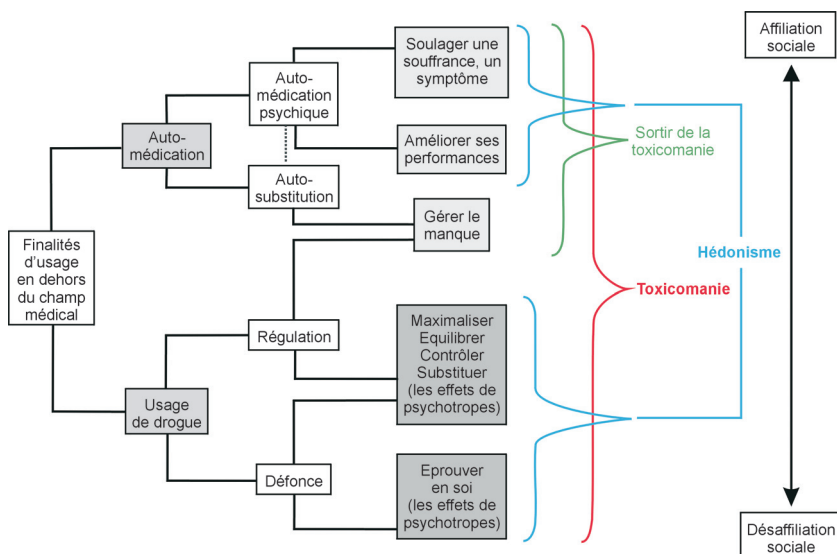 Affiliation
sociale
Soulager une
souffrance, un
symptôme
Auto-
médication
psychique
Auto-
médication
Améliorer ses
performances
Sortir de la
toxicomanie
Auto-
substitution
Gérer le
manque
Finalités
d’usage
en dehors
du champ
médical
Hédonisme
Toxicomanie
Régulation
Maximaliser
Equilibrer
Contrôler
Substituer
(les effets de
psychotropes)
Usage
de drogue
Défonce
Eprouver
en soi
(les effets de
psychotropes)
Désaffiliation
sociale